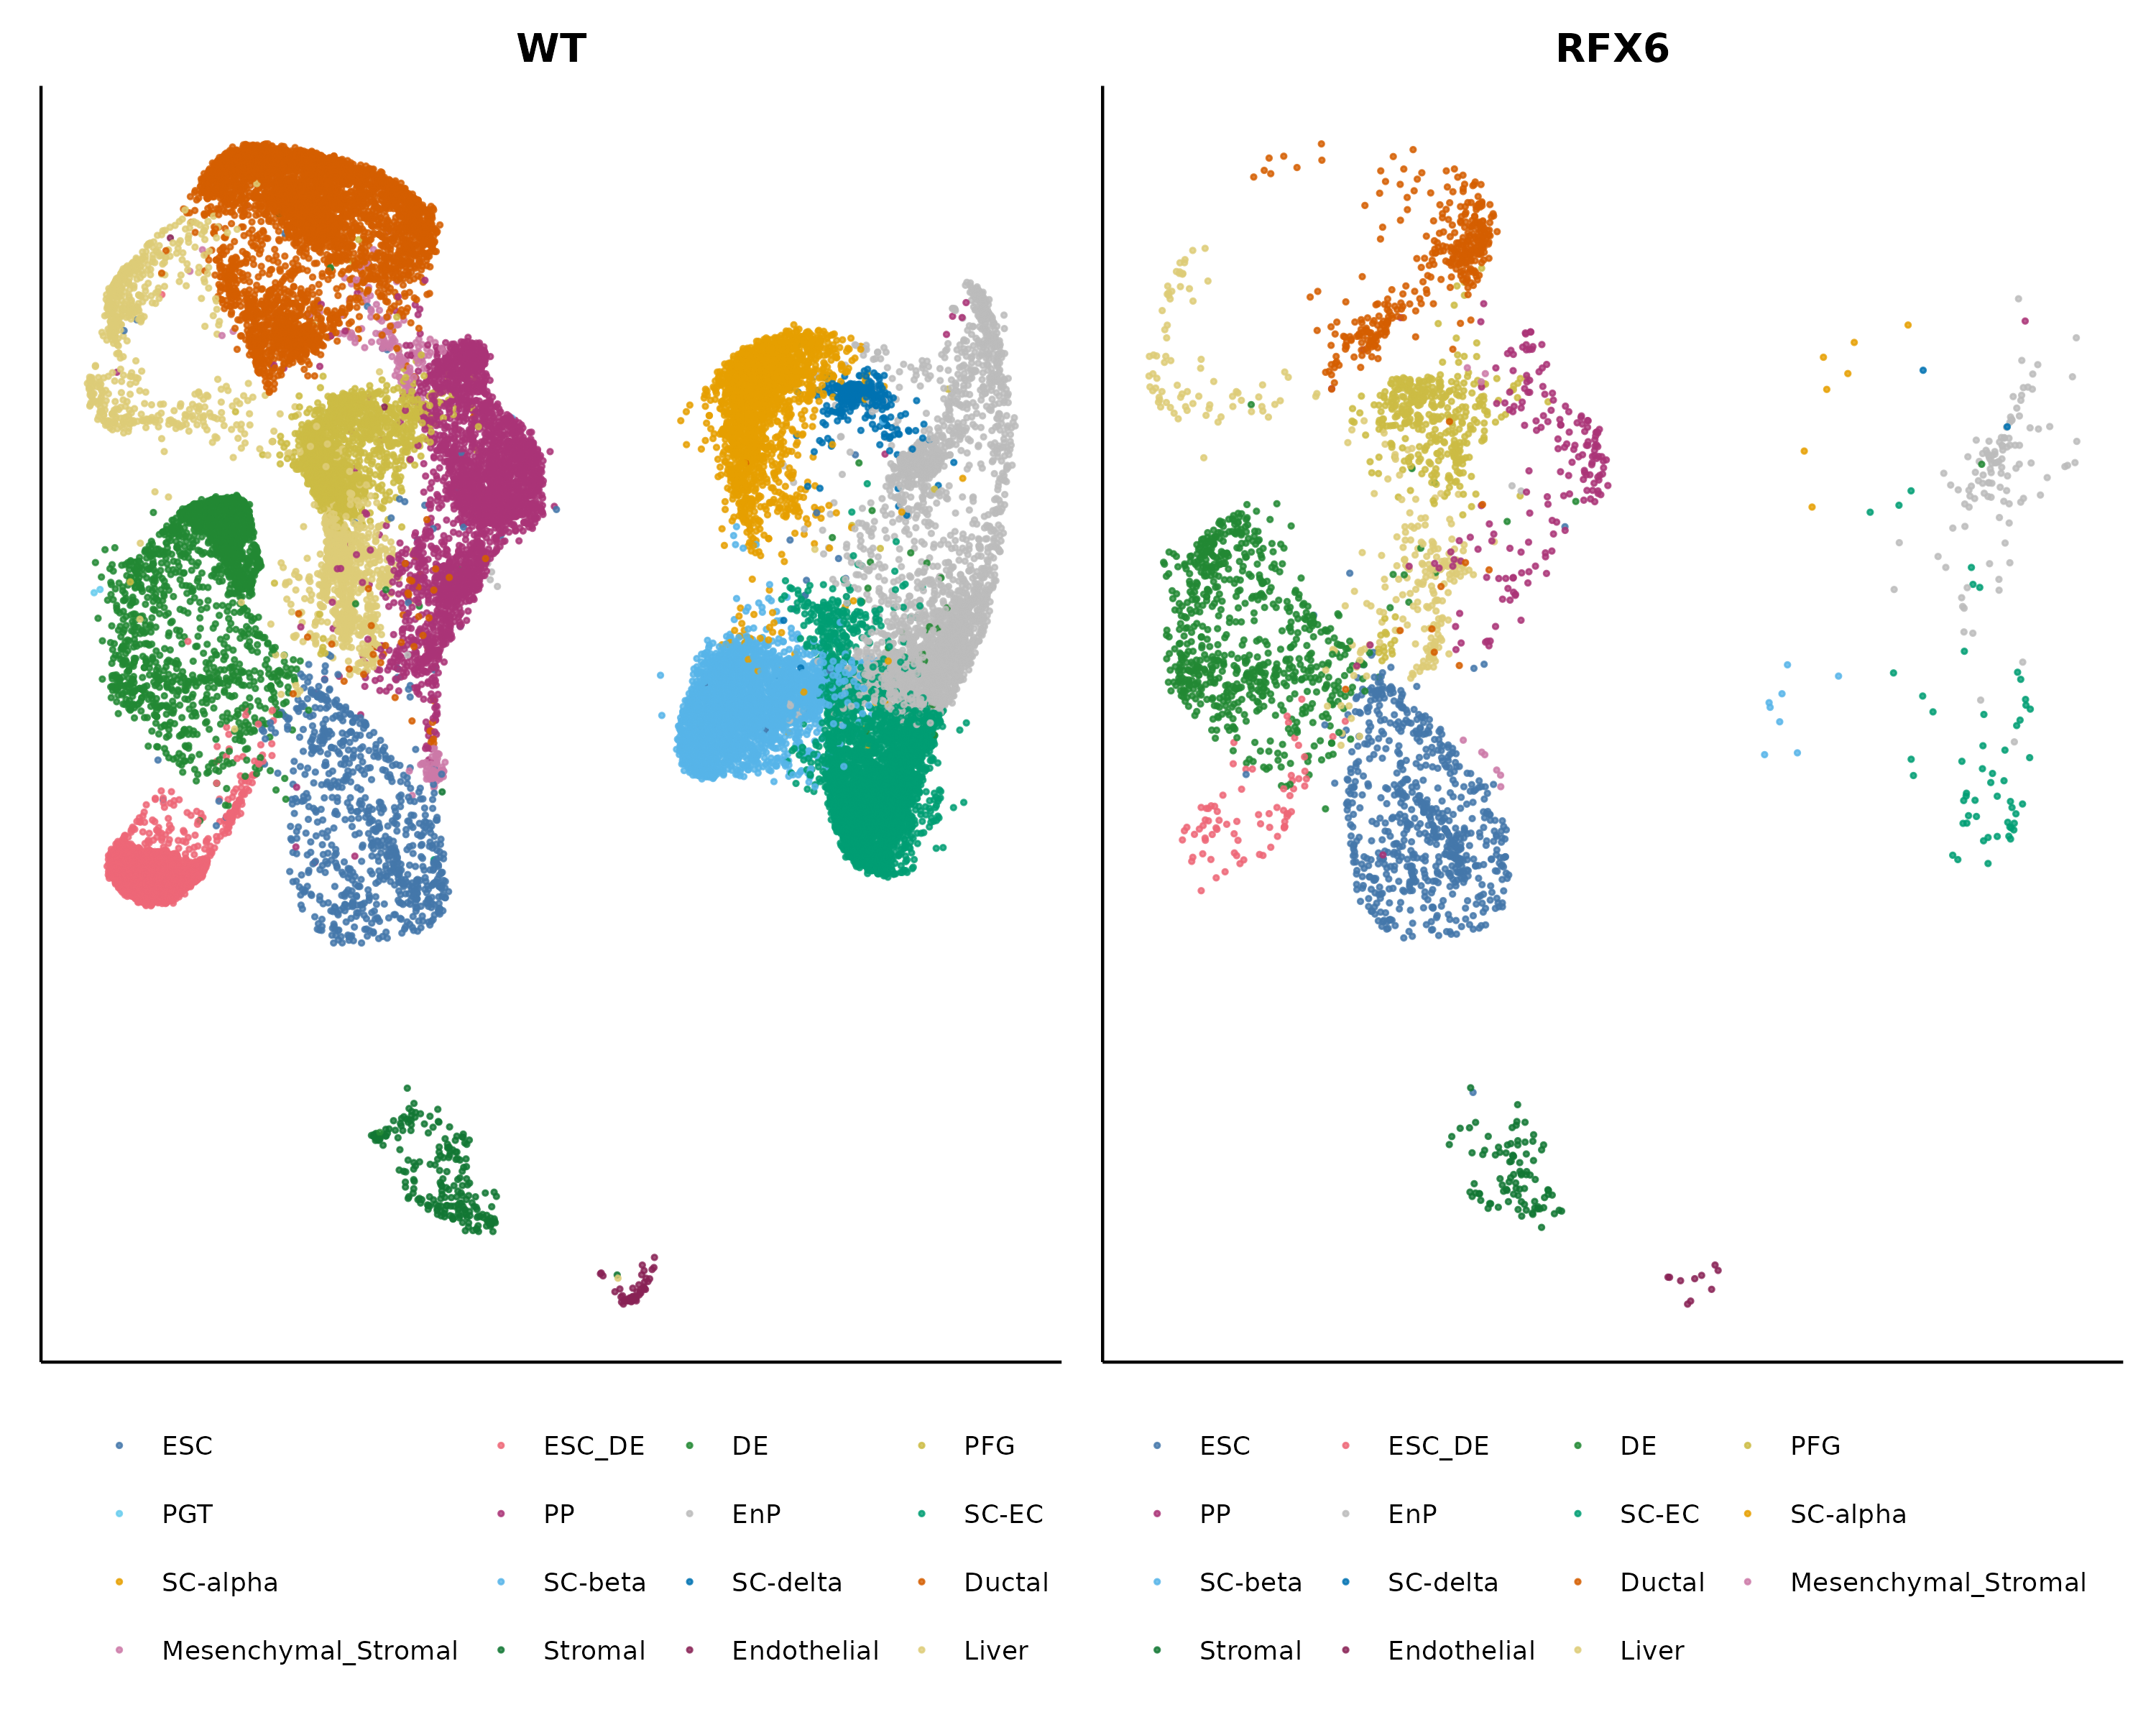 WT RFX6
ESC ESC_DE DE PFG ESC ESC_DE DE PFG
PGT PP EnP SC-EC PP EnP SC-EC SC-alpha
SC-alpha SC-beta SC-delta Ductal SC-beta SC-delta Ductal Mesenchymal_Stromal
Mesenchymal_Stromal Stromal Endothelial Liver Stromal Endothelial Liver